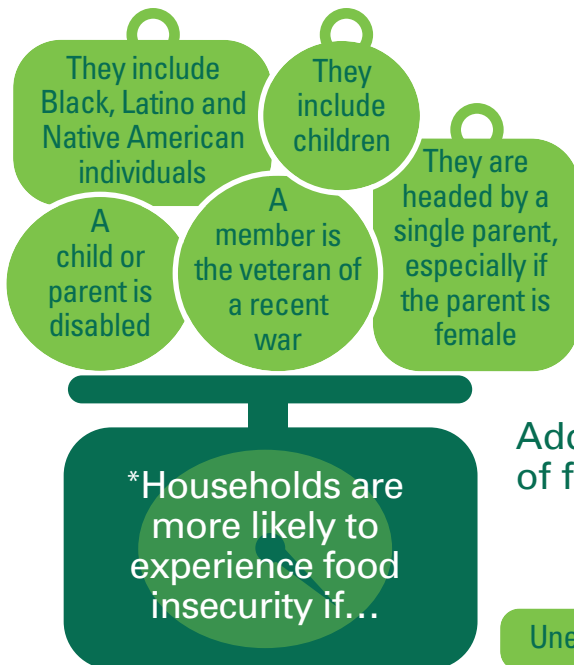 They include
Black, Latino and
Native American
individuals
They
include
children
They are
headed by a
single parent,
especially if
the parent is
female
A
child or
parent is
disabled
A
member is
the veteran of
a recent
war
*Households are
more likely to
experience food
insecurity if…
of